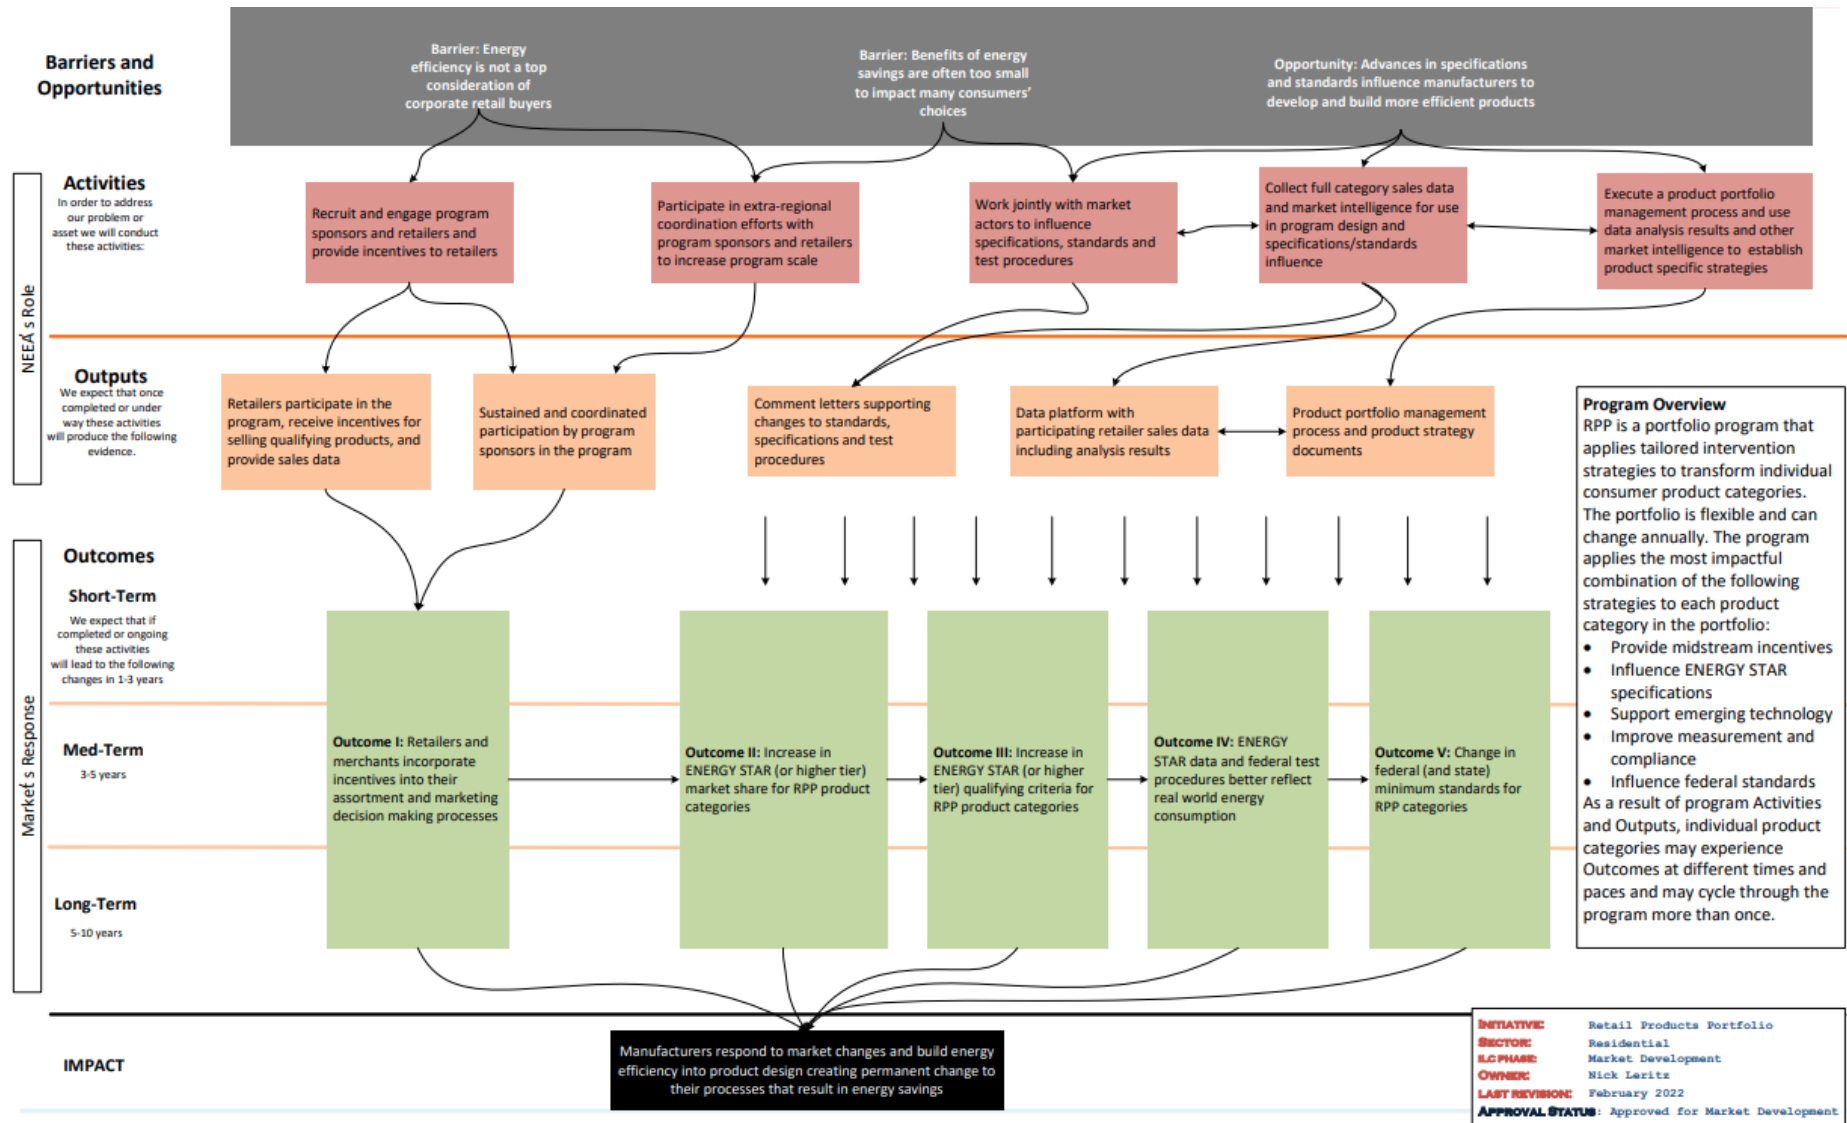 Barriers and
Opportunities
Barrier: Energy
efficiency is not a top
consideration of
corporate retail buyers
Barrier: Benefits of energy
savings are often too small
to impact many consumers’
choices
Opportunity: Advances in specifications
and standards influence manufacturers to
develop and build more efficient products
NEEÁ s Role
Activities
In order to address
our problem or
asset we will conduct
these activities:
Recruit and engage program
sponsors and retailers and
provide incentives to retailers
Participate in extra-regional
coordination efforts with
program sponsors and retailers
to increase program scale
Work jointly with market
actors to influence
specifications, standards and
test procedures
Collect full category sales data
and market intelligence for use
in program design and
specifications/standards
influence
Execute a product portfolio
management process and use
data analysis results and other
market intelligence to  establish
product specific strategies
Outputs
We expect that once
completed or under
way these activities
will produce the following
evidence.
Retailers participate in the
program, receive incentives for
selling qualifying products, and
provide sales data
Sustained and coordinated
participation by program
sponsors in the program
Comment letters supporting
changes to standards,
specifications and test
procedures
Data platform with
participating retailer sales data
including analysis results
Product portfolio management
process and product strategy
documents
Program Overview
RPP is a portfolio program that
applies tailored intervention
strategies to transform individual
consumer product categories.
The portfolio is flexible and can
change annually. The program
applies the most impactful
combination of the following
strategies to each product
category in the portfolio:
• Provide midstream incentives
• Influence ENERGY STAR
specifications
• Support emerging technology
• Improve measurement and
compliance
• Influence federal standards
As a result of program Activities
and Outputs, individual product
categories may experience
Outcomes at different times and
paces and may cycle through the
program more than once.
Market́ s Response
Outcomes
Short-Term
We expect that if
completed or ongoing
these activities
will lead to the following
changes in 1-3 years
Med-Term
3-5 years
Long-Term
5-10 years
Outcome I: Retailers and
merchants incorporate
incentives into their
assortment and marketing
decision making processes
Outcome II: Increase in
ENERGY STAR (or higher tier)
market share for RPP product
categories
Outcome III: Increase in
ENERGY STAR (or higher
tier) qualifying criteria for
RPP product categories
Outcome IV: ENERGY
STAR data and federal test
procedures better reflect
real world energy
consumption
Outcome V: Change in
federal (and state)
minimum standards for
RPP categories
IMPACT
Manufacturers respond to market changes and build energy
efficiency into product design creating permanent change to
their processes that result in energy savings
INITIATIVE: Retail Products Portfolio
SECTOR: Residential
ILC PHASE: Market Development
OWNER: Nick Leritz
LAST REVISION: February 2022
APPROVAL STATUS: Approved for Market Development